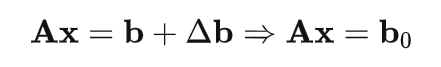 Ax = b + Δb ⇒ Ax = b₀